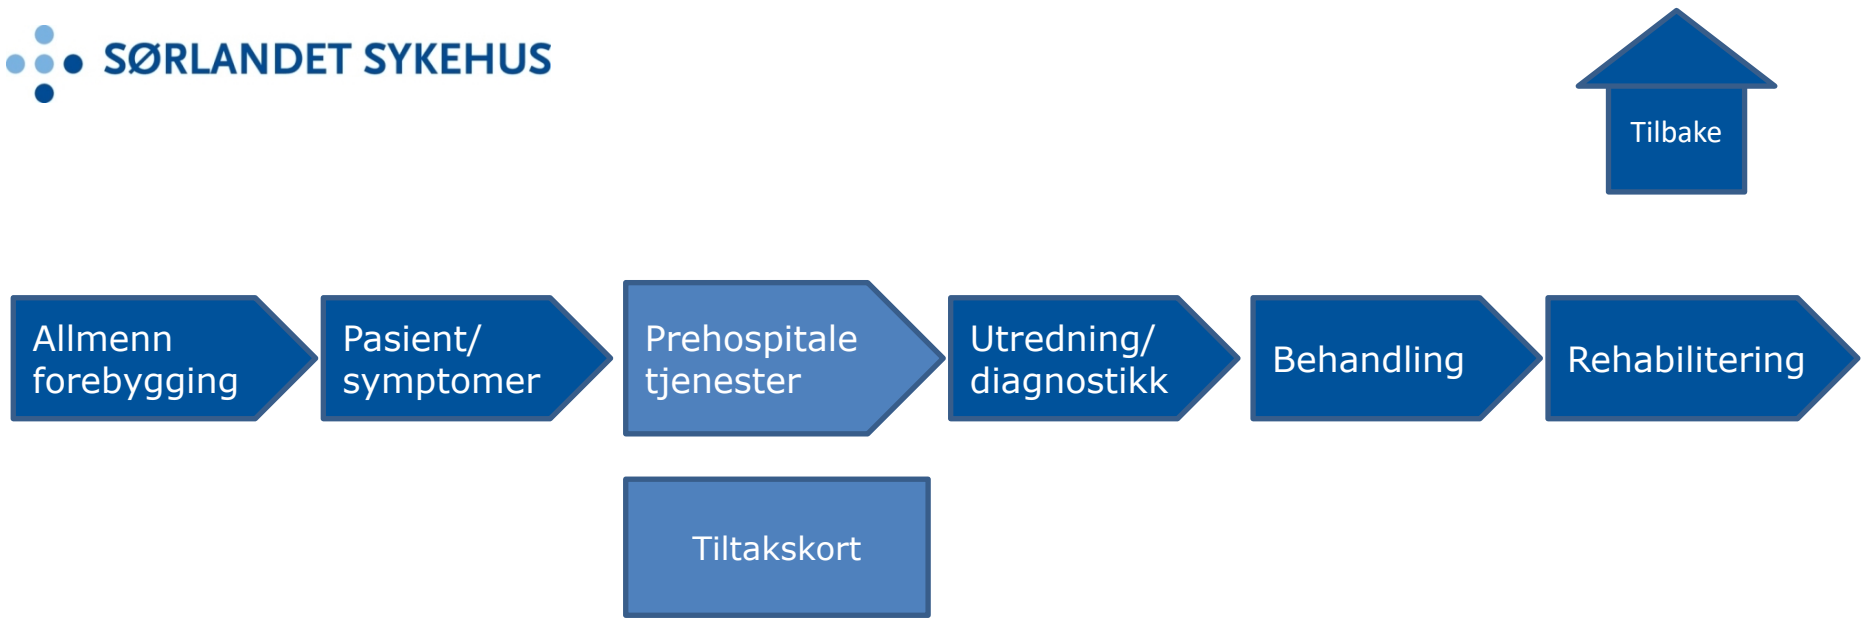 SØRLANDET SYKEHUS
Tilbake
Allmenn
forebygging
Pasient/
symptomer
Prehospitale
tjenester
Utredning/
diagnostikk
Behandling
Rehabilitering
Tiltakskort